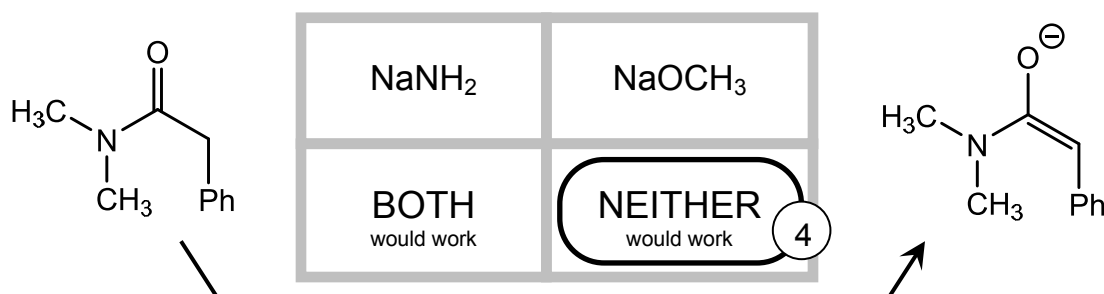 O
H₃C
N
CH₃
Ph
NaNH₂
NaOCH₃
BOTH
would work
NEITHER
would work
4
O⊖
H₃C
N
CH₃
Ph